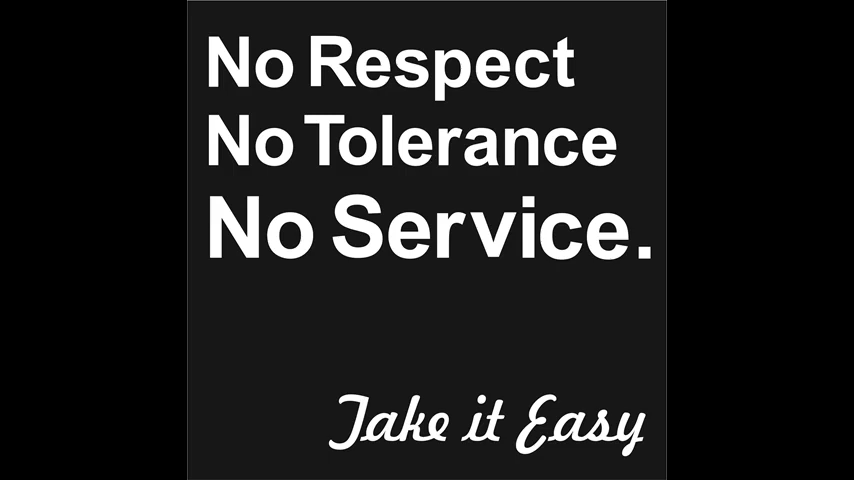 No Respect
No Tolerance
No Service.
Take it Easy